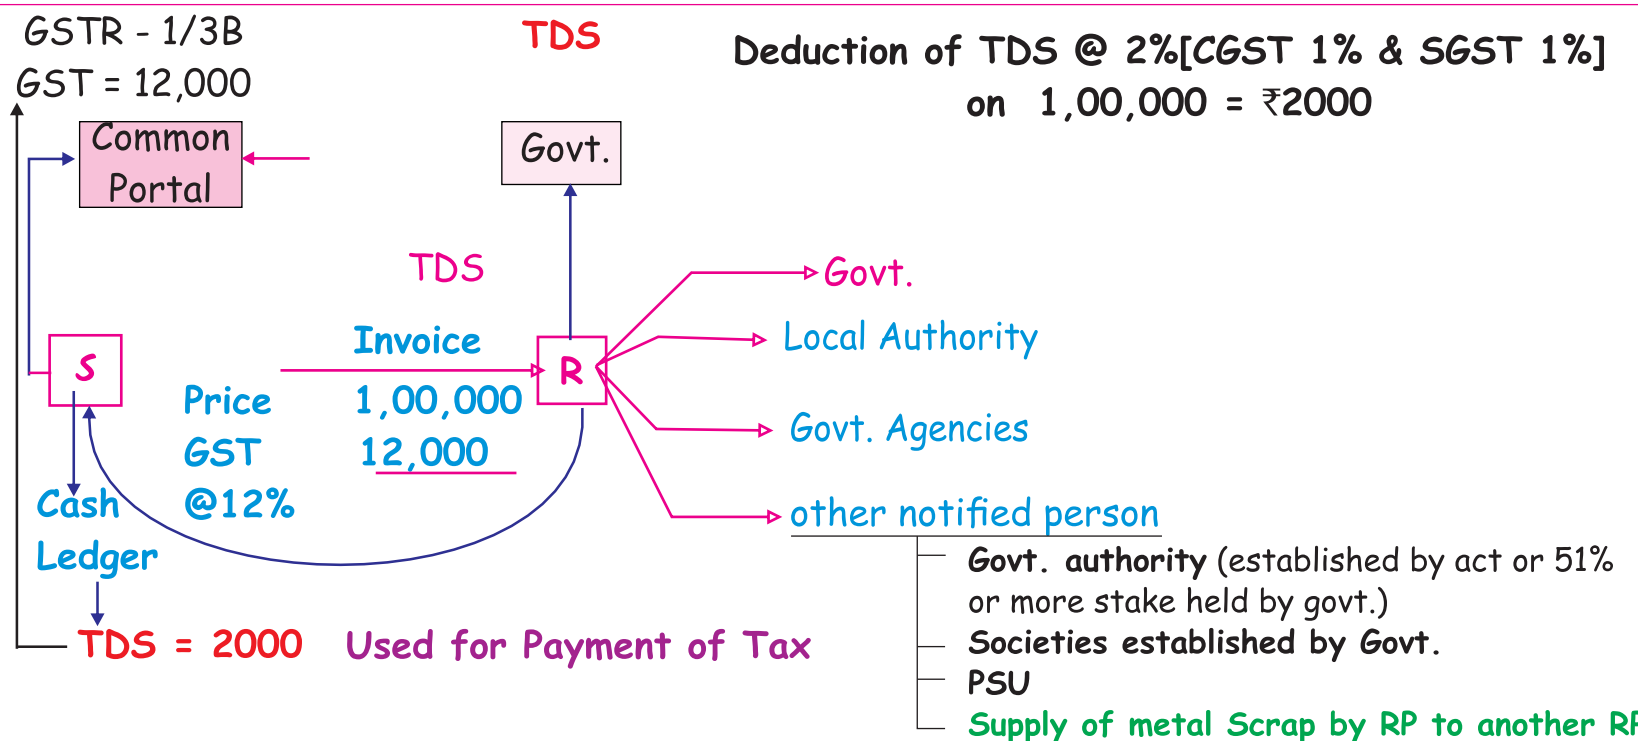 GSTR - 1/3B
GST = 12,000
TDS
Deduction of TDS @ 2%[CGST 1% & SGST 1%]
on 1,00,000 = ₹2000
Common
Portal
Govt.
TDS
Govt.
Invoice
Local Authority
S
R
Price 1,00,000
GST 12,000
@12%
Govt. Agencies
Cash
Ledger
other notified person
Govt. authority (established by act or 51%
or more stake held by govt.)
TDS = 2000 Used for Payment of Tax
Societies established by Govt.
PSU
Supply of metal Scrap by RP to another RP